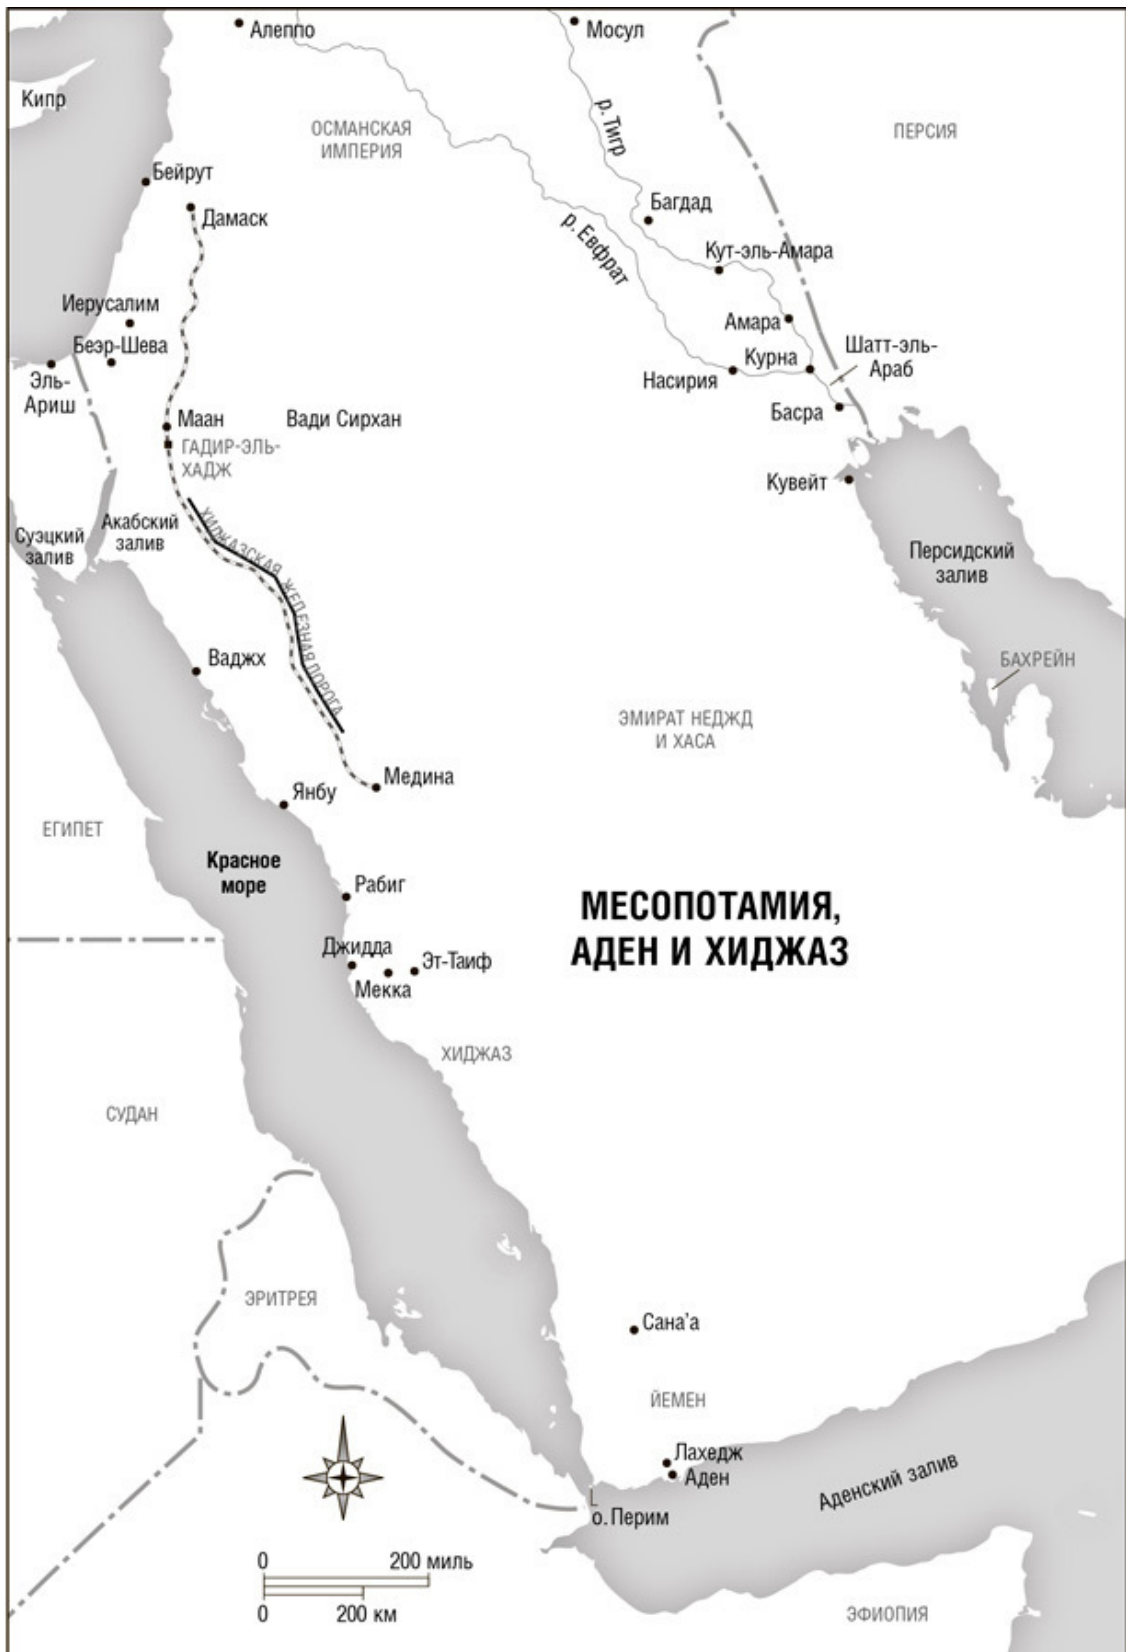 Алеппо
Мосул
Кипр
ОСМАНСКАЯ
ИМПЕРИЯ
р. Тигр
ПЕРСИЯ
Бейрут
Дамаск
Багдад
р. Евфрат
Кут-эль-Амара
Иерусалим
Беэр-Шева
Эль-
Ариш
Амара
Курна
Шатт-эль-
Араб
Насирия
Басра
Маан
Вади Сирхан
ГАДИР-ЭЛЬ-
ХАДЖ
Кувейт
Суэцкий
залив
Акабский
залив
ХИДЖАЗСКАЯ ЖЕЛЕЗНАЯ ДОРОГА
Персидский
залив
Ваджх
БАХРЕЙН
ЭМИРАТ НЕДЖД
И ХАСА
Медина
Янбу
ЕГИПЕТ
Красное
море
Рабиг
МЕСОПОТАМИЯ,
АДЕН И ХИДЖАЗ
Джидда
Эт-Таиф
Мекка
ХИДЖАЗ
СУДАН
ЭРИТРЕЯ
Сана’а
ЙЕМЕН
Лахедж
Аден
Аденский залив
о. Перим
0 200 миль
0 200 км
ЭФИОПИЯ